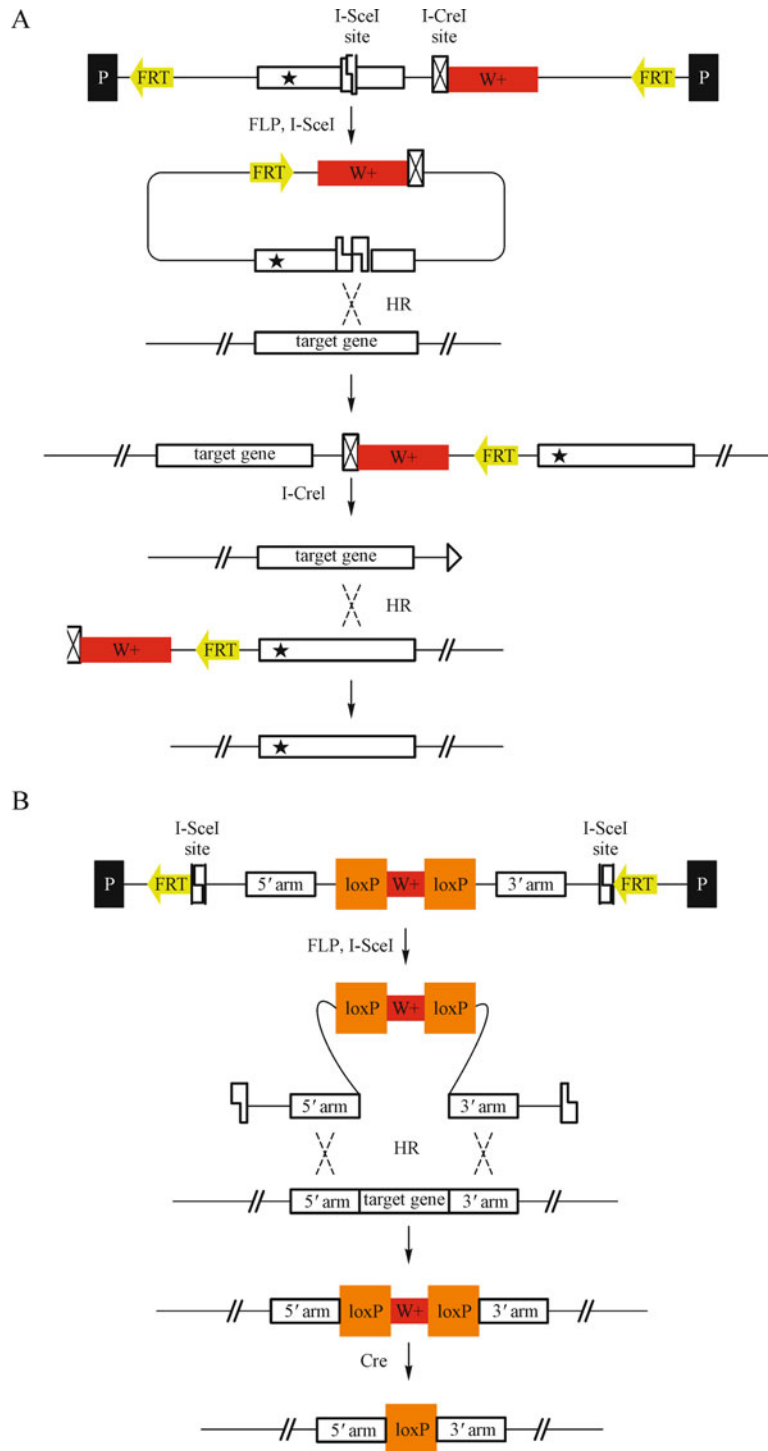 A
I-SceI site
I-CreI site
P FRT ★ W+ FRT P
FLP, I-SceI
FRT W+
★
HR
target gene
target gene W+ FRT ★
I-CreI
target gene
HR
W+ FRT ★
★
B
I-SceI site
I-SceI site
P FRT 5′ arm loxP W+ loxP 3′ arm FRT P
FLP, I-SceI
loxP W+ loxP
5′ arm 3′ arm
HR
5′ arm target gene 3′ arm
5′ arm loxP W+ loxP 3′ arm
Cre
5′ arm loxP 3′ arm